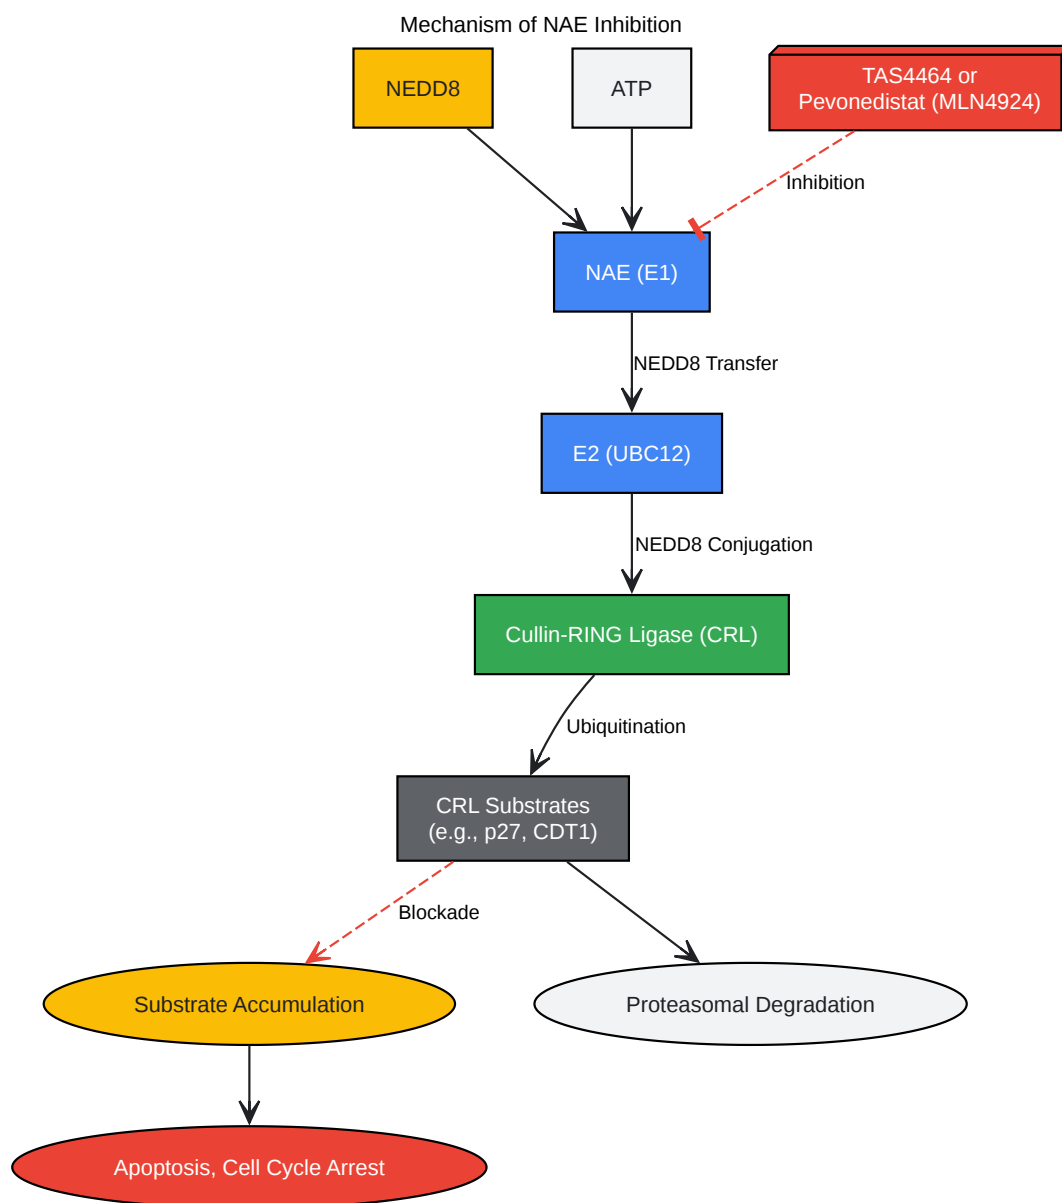 Mechanism of NAE Inhibition
NEDD8
ATP
TAS4464 or
Pevonedistat (MLN4924)
Inhibition
NAE (E1)
NEDD8 Transfer
E2 (UBC12)
NEDD8 Conjugation
Cullin-RING Ligase (CRL)
Ubiquitination
CRL Substrates
(e.g., p27, CDT1)
Blockade
Substrate Accumulation
Proteasomal Degradation
Apoptosis, Cell Cycle Arrest